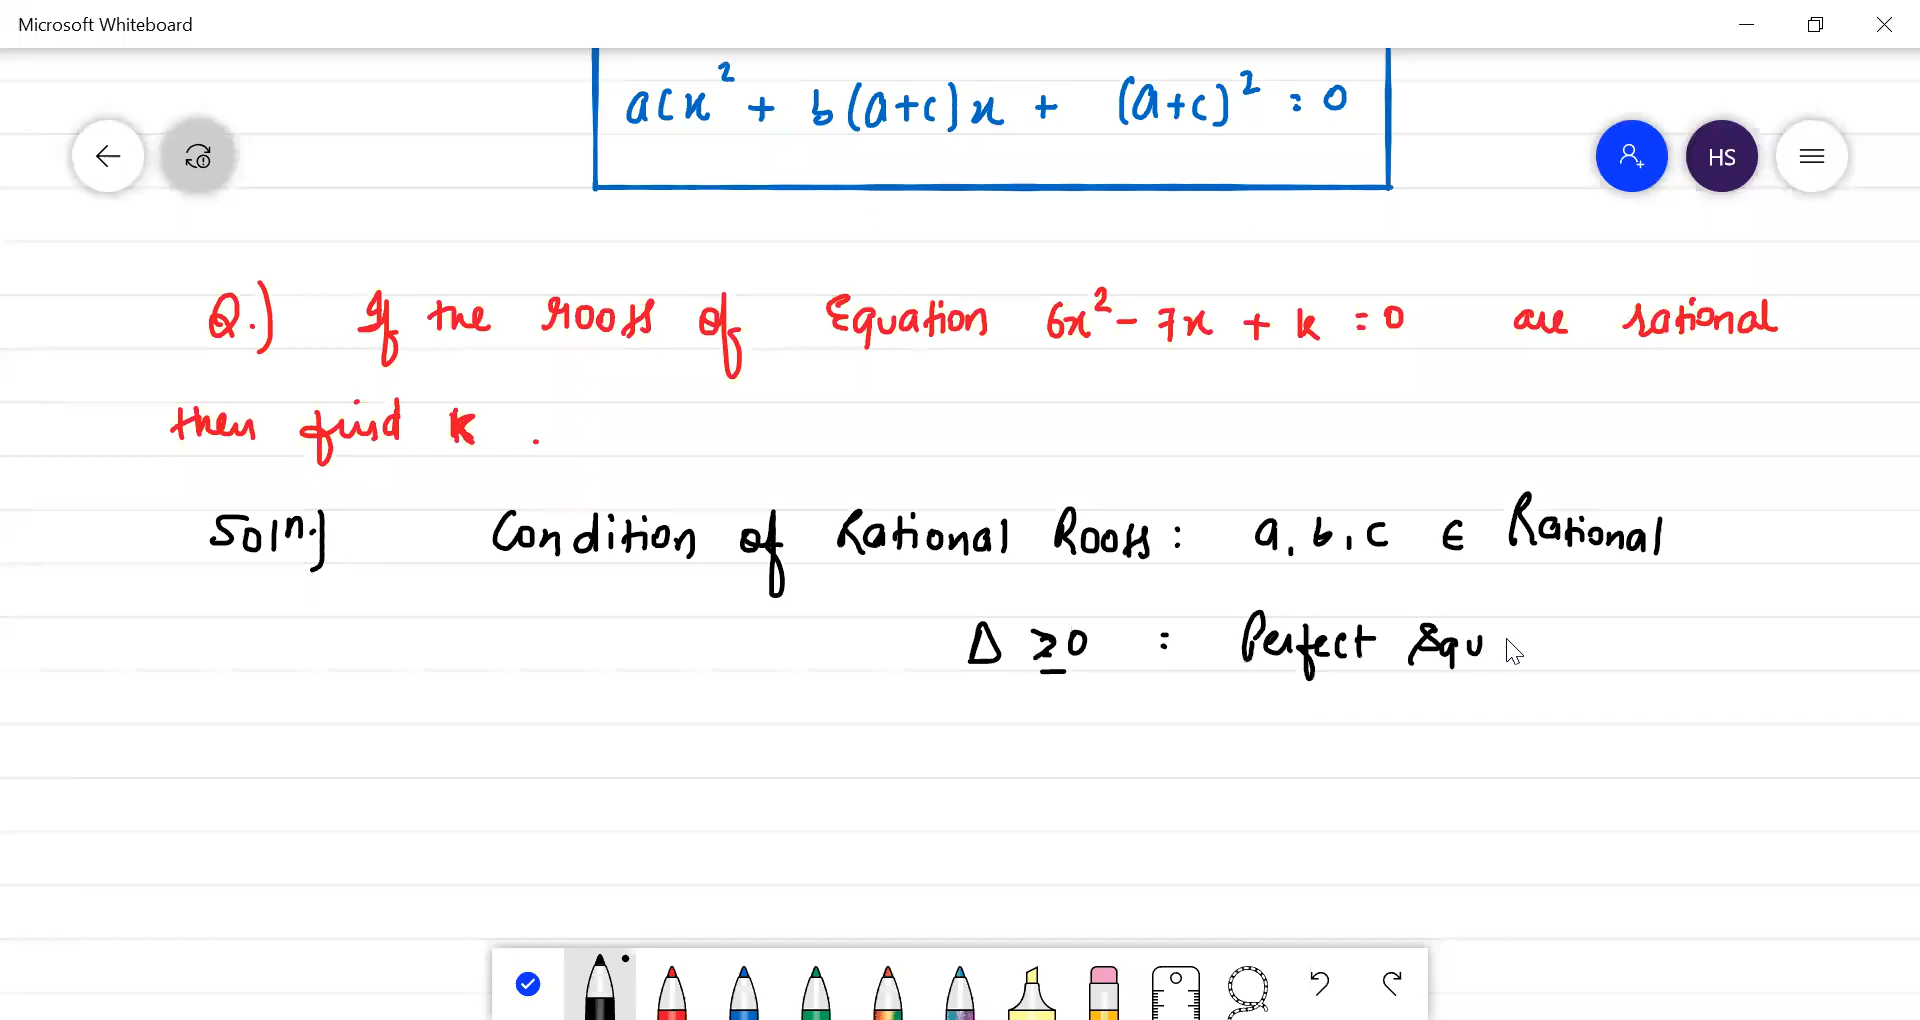 Microsoft Whiteboard
acx² + b(a+c)x + (a+c)² = 0
HS
Q.) If the roots of Equation 6x² - 7x + k = 0 are rational
then find k .
Soln.] Condition of Rational Roots : a, b, c ∈ Rational
Δ ≥ 0 : Perfect Squ